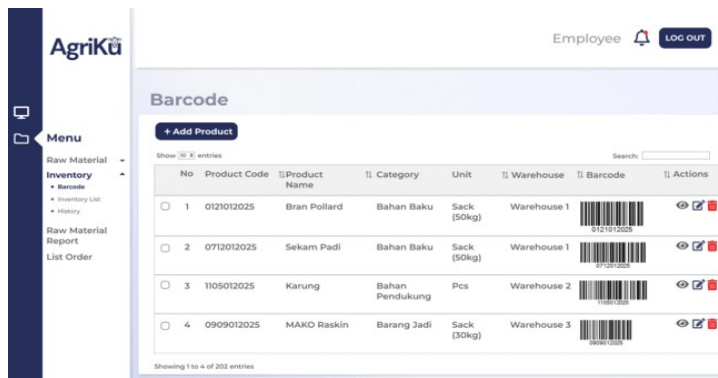 AgriKū
Employee
LOG OUT
Barcode
Menu
+ Add Product
Raw Material
Show 10 entries
Search:
Inventory
No Product Code Product Name Category Unit Warehouse Barcode Actions
• Barcode
• Inventory List
• History
1 0121012025 Bran Pollard Bahan Baku Sack (50kg) Warehouse 1 0121012025
Raw Material Report
2 0712012025 Sekam Padi Bahan Baku Sack (50kg) Warehouse 1 0712012025
List Order
3 1105012025 Karung Bahan Pendukung Pcs Warehouse 2 1105012025
4 0909012025 MAKO Raskin Barang Jadi Sack (30kg) Warehouse 3 0909012025
Showing 1 to 4 of 202 entries